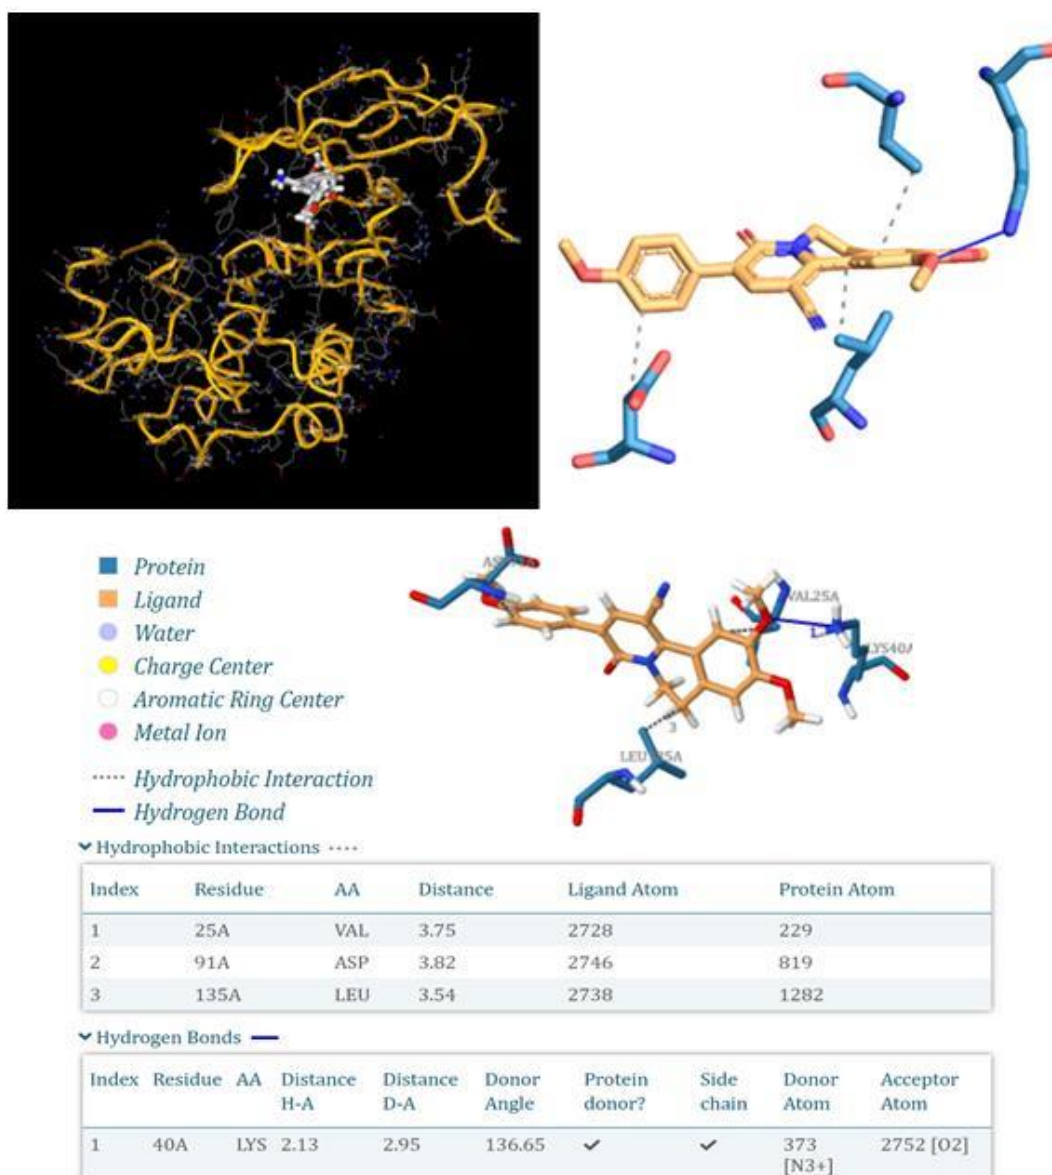 VAL25A
LYS40A
3
Protein
Ligand
Water
Charge Center
Aromatic Ring Center
Metal Ion
Hydrophobic Interaction
Hydrogen Bond
Hydrophobic Interactions
Index Residue AA Distance Ligand Atom Protein Atom
1 25A VAL 3.75 2728 229
2 91A ASP 3.82 2746 819
3 135A LEU 3.54 2738 1282
Hydrogen Bonds
Index Residue AA Distance H-A Distance D-A Donor Angle Protein donor? Side chain Donor Atom Acceptor Atom
1 40A LYS 2.13 2.95 136.65 ✔ ✔ 373 [N3+] 2752 [O2]